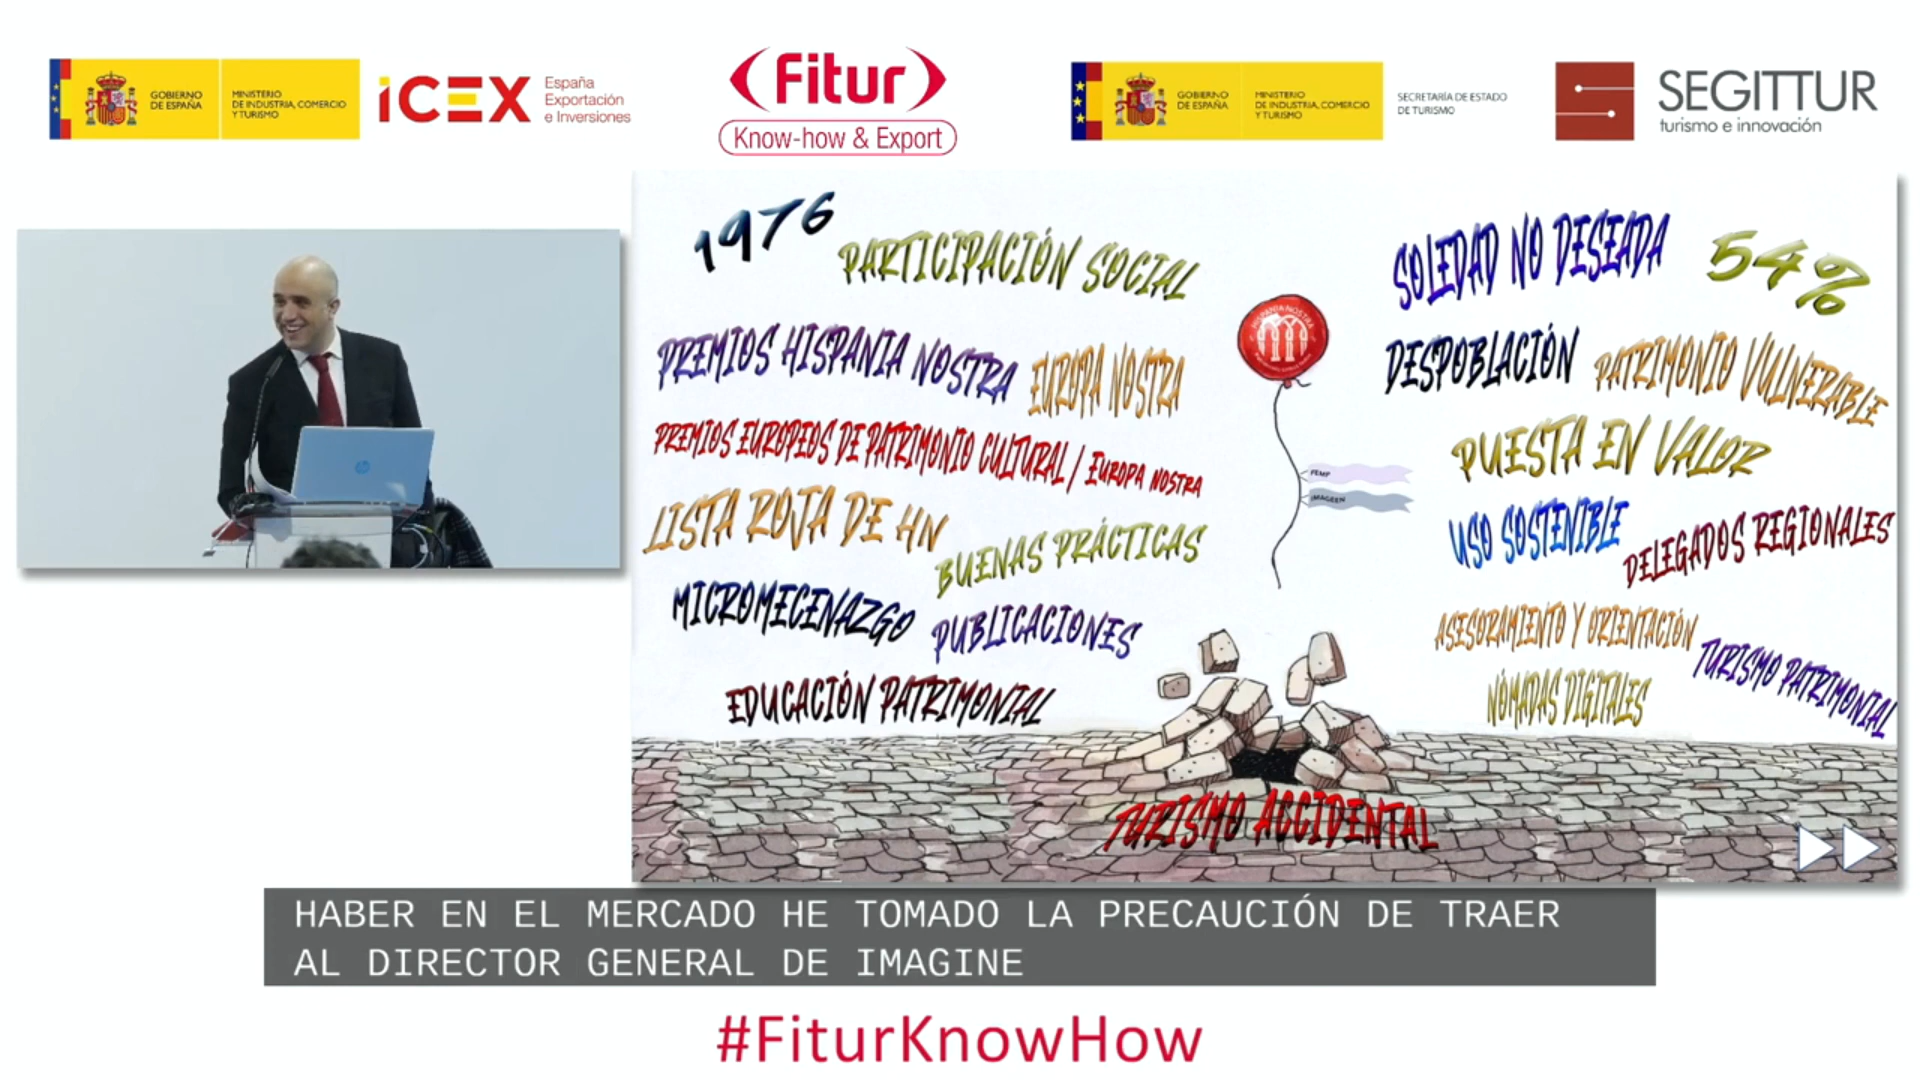 GOBIERNO
DE ESPAÑA
MINISTERIO
DE INDUSTRIA, COMERCIO
Y TURISMO
iCEX
España
Exportación
e Inversiones
Fitur
Know-how & Export
GOBIERNO
DE ESPAÑA
MINISTERIO
DE INDUSTRIA, COMERCIO
Y TURISMO
SECRETARÍA DE ESTADO
DE TURISMO
SEGITTUR
turismo e innovación
1976
PARTICIPACIÓN SOCIAL
PREMIOS HISPANIA NOSTRA
EUROPA NOSTRA
PREMIOS EUROPEOS DE PATRIMONIO CULTURAL / EUROPA NOSTRA
LISTA ROJA DE HN
BUENAS PRÁCTICAS
MICROMECENAZGO
PUBLICACIONES
EDUCACIÓN PATRIMONIAL
HISPANIA NOSTRA
FEMP
IMAGEEN
SOLEDAD NO DESEADA
54%
DESPOBLACIÓN
PATRIMONIO VULNERABLE
PUESTA EN VALOR
USO SOSTENIBLE
DELEGADOS REGIONALES
ASESORAMIENTO Y ORIENTACIÓN
TURISMO PATRIMONIAL
NÓMADAS DIGITALES
TURISMO ACCIDENTAL
hp
HABER EN EL MERCADO HE TOMADO LA PRECAUCIÓN DE TRAER
AL DIRECTOR GENERAL DE IMAGINE
#FiturKnowHow